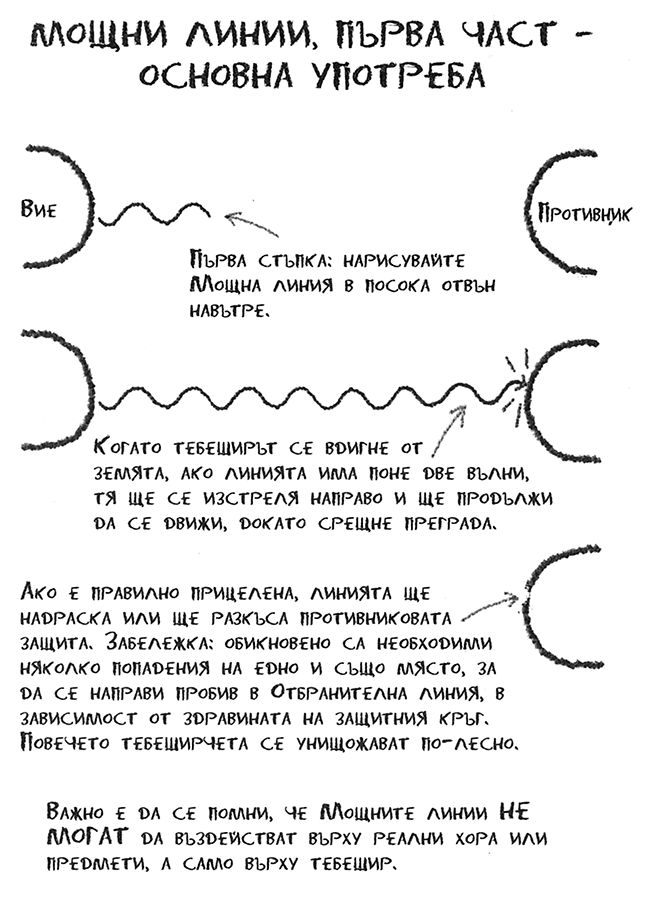 Мощни линии, първа част -
основна употреба
Вие
Противник
Първа стъпка: нарисувайте
Мощна линия в посока отвън
навътре.
Когато тебеширът се вдигне от
земята, ако линията има поне две вълни,
тя ще се изстреля направо и ще продължи
да се движи, докато срещне преграда.
Ако е правилно прицелена, линията ще
надраска или ще разкъса противниковата
защита. Забележка: обикновено са необходими
няколко попадения на едно и също място, за
да се направи пробив в Отбранителна линия, в
зависимост от здравината на защитния кръг.
Повечето тебеширчета се унищожават по-лесно.
Важно е да се помни, че Мощните линии НЕ
МОГАТ да въздействат върху реални хора или
предмети, а само върху тебешир.